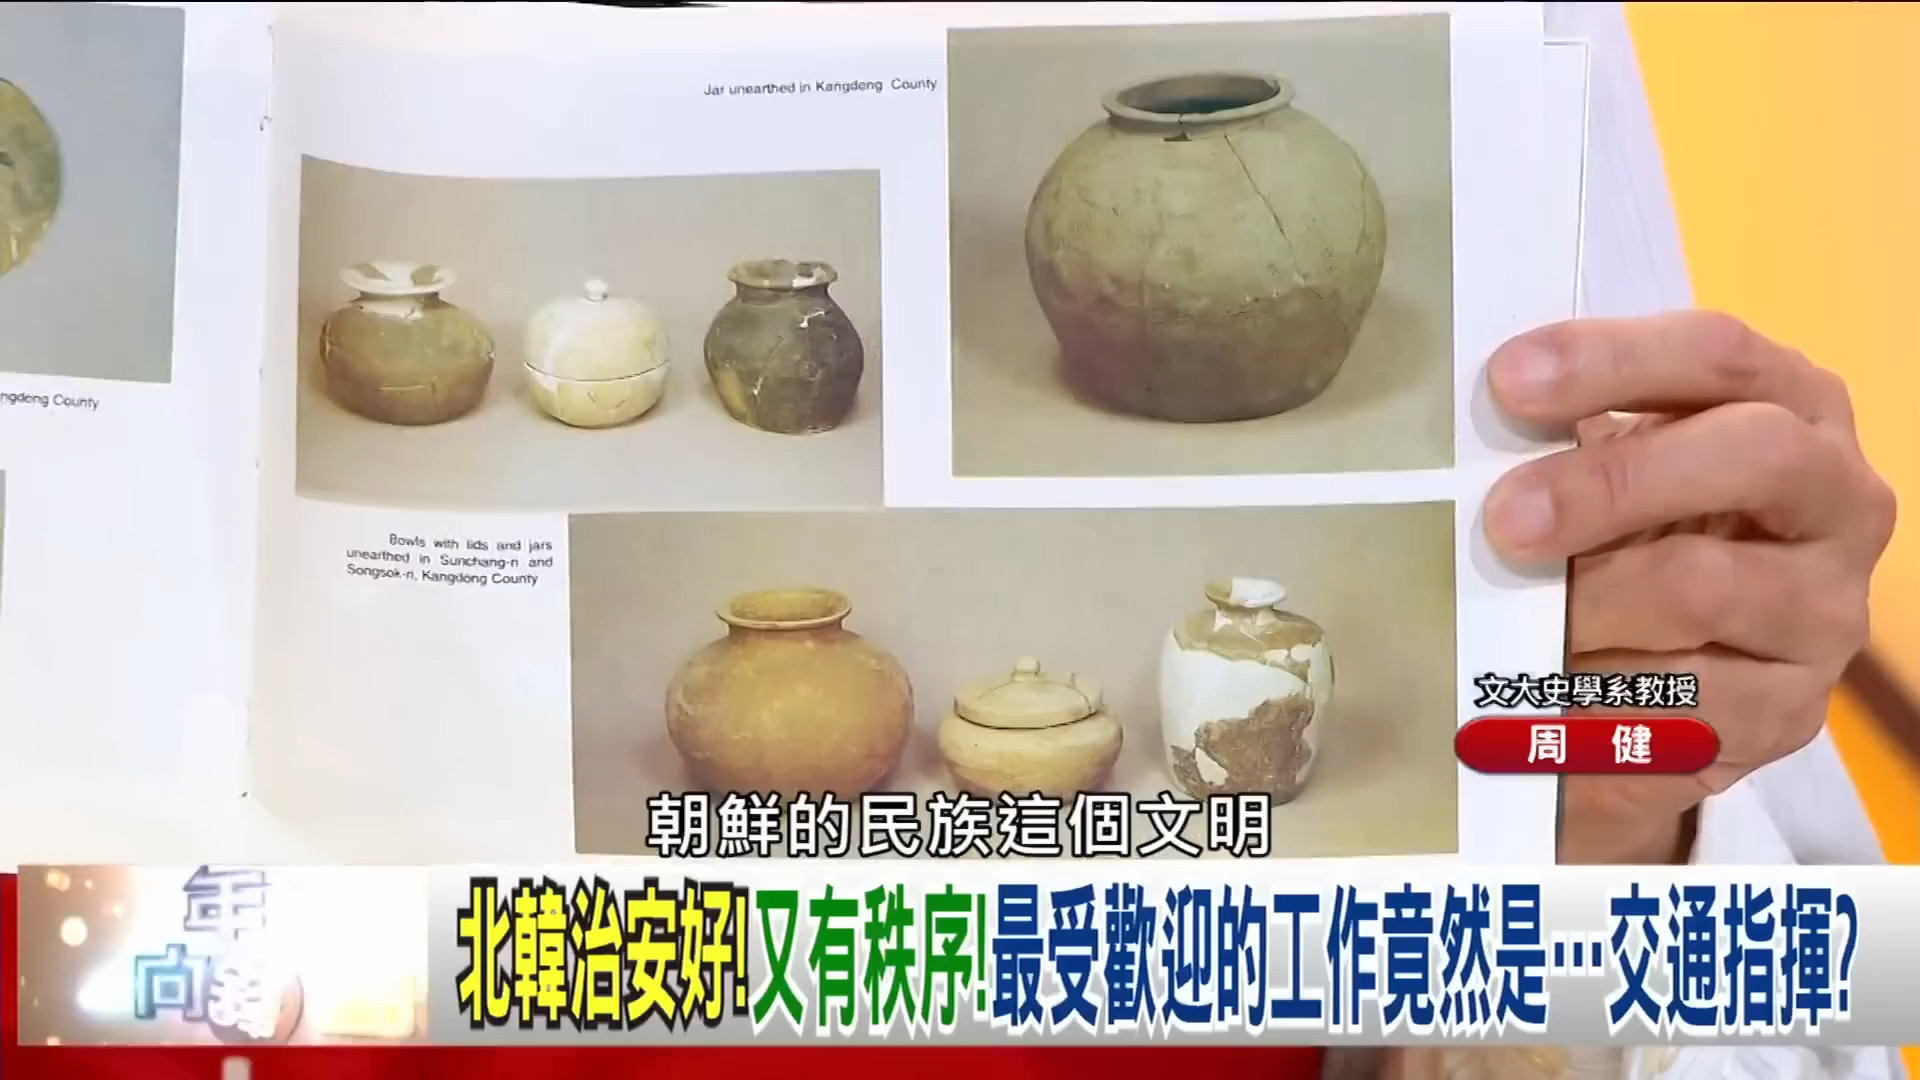 Jar unearthed in Kangdong County
ngdong County
Bowls with lids and jars
unearthed in Sunchang-ri and
Songsok-ri, Kangdong County
文大史學系教授
周 健
朝鮮的民族這個文明
年
向錢
北韓治安好!又有秩序!最受歡迎的工作竟然是…交通指揮?